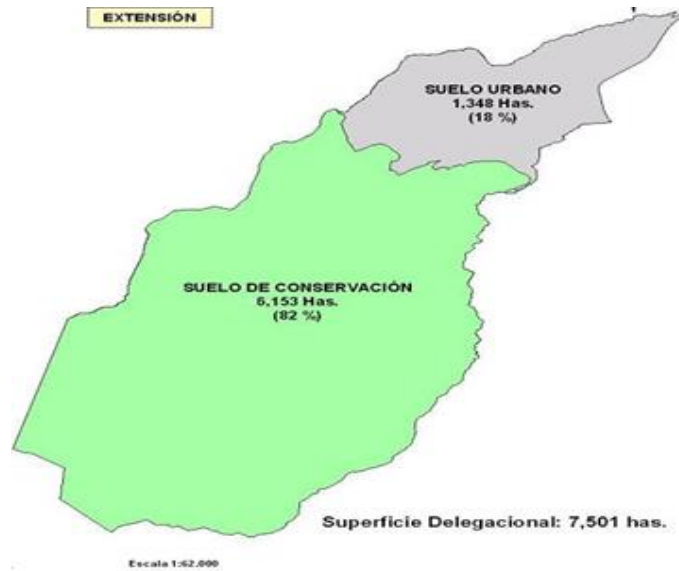 EXTENSIÓN
SUELO URBANO
1,348 Has.
(18 %)
SUELO DE CONSERVACIÓN
6,153 Has.
(82 %)
Superficie Delegacional: 7,501 has.
Escala 1:62.000